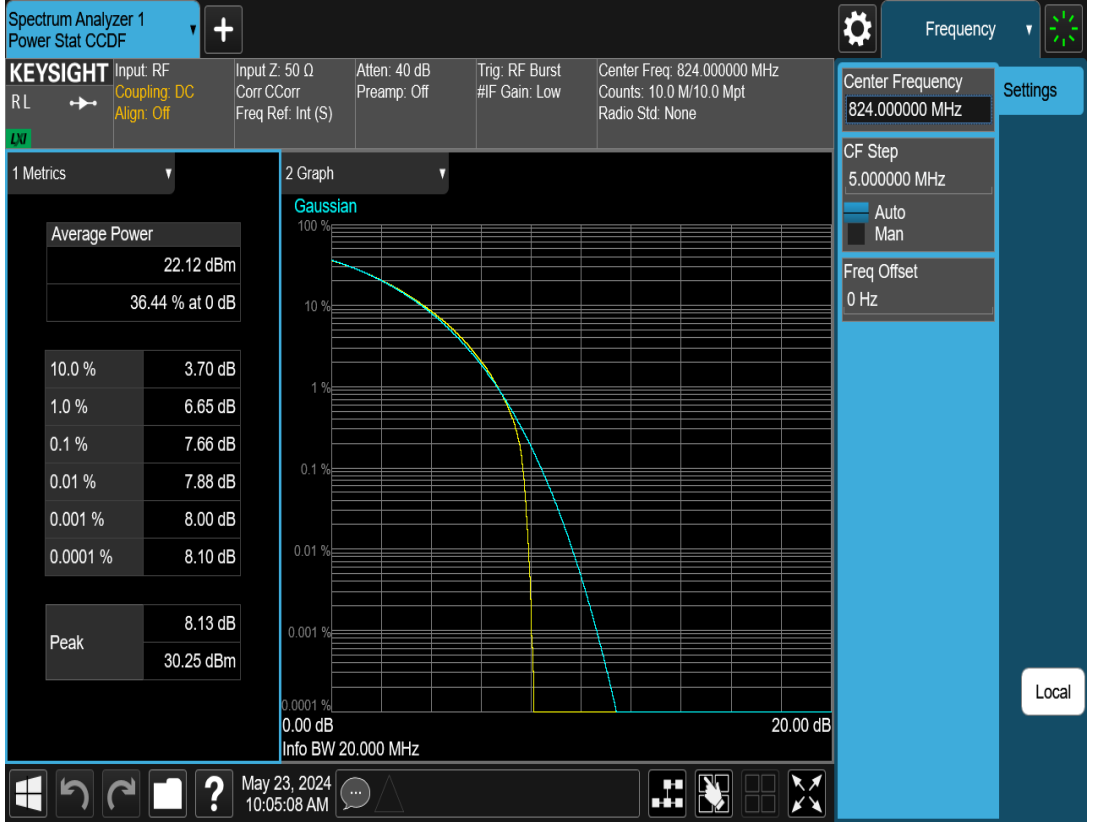 Spectrum Analyzer 1
Power Stat CCDF
Frequency
KEYSIGHT
RL
LXI
Input: RF
Coupling: DC
Align: Off
Input Z: 50 Ω
Corr CCorr
Freq Ref: Int (S)
Atten: 40 dB
Preamp: Off
Trig: RF Burst
#IF Gain: Low
Center Freq: 824.000000 MHz
Counts: 10.0 M/10.0 Mpt
Radio Std: None
Center Frequency
824.000000 MHz
Settings
CF Step
5.000000 MHz
Auto
Man
Freq Offset
0 Hz
Local
1 Metrics
Average Power
22.12 dBm
36.44 % at 0 dB
10.0 % 3.70 dB
1.0 % 6.65 dB
0.1 % 7.66 dB
0.01 % 7.88 dB
0.001 % 8.00 dB
0.0001 % 8.10 dB
Peak
8.13 dB
30.25 dBm
2 Graph
Gaussian
100 %
10 %
1 %
0.1 %
0.01 %
0.001 %
0.0001 %
0.00 dB 20.00 dB
Info BW 20.000 MHz
May 23, 2024
10:05:08 AM